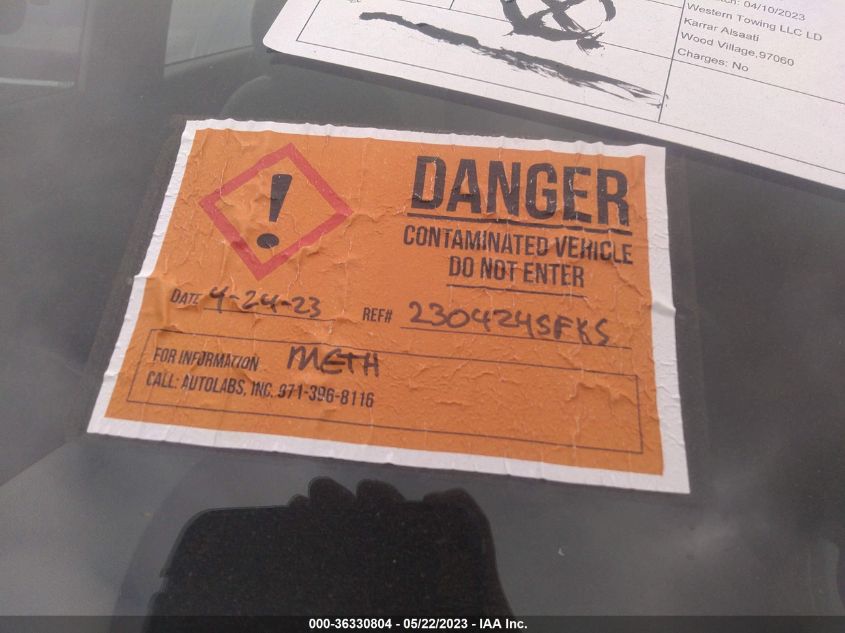 ch: 04/10/2023
Western Towing LLC LD
Karrar Alsaati
Wood Village,97060
Charges: No
!
DANGER
CONTAMINATED VEHICLE
DO NOT ENTER
DATE 4-24-23 REF# 230424SFKS
FOR INFORMATION METH
CALL: AUTOLABS, INC. 971-396-8116
000-36330804 - 05/22/2023 - IAA Inc.